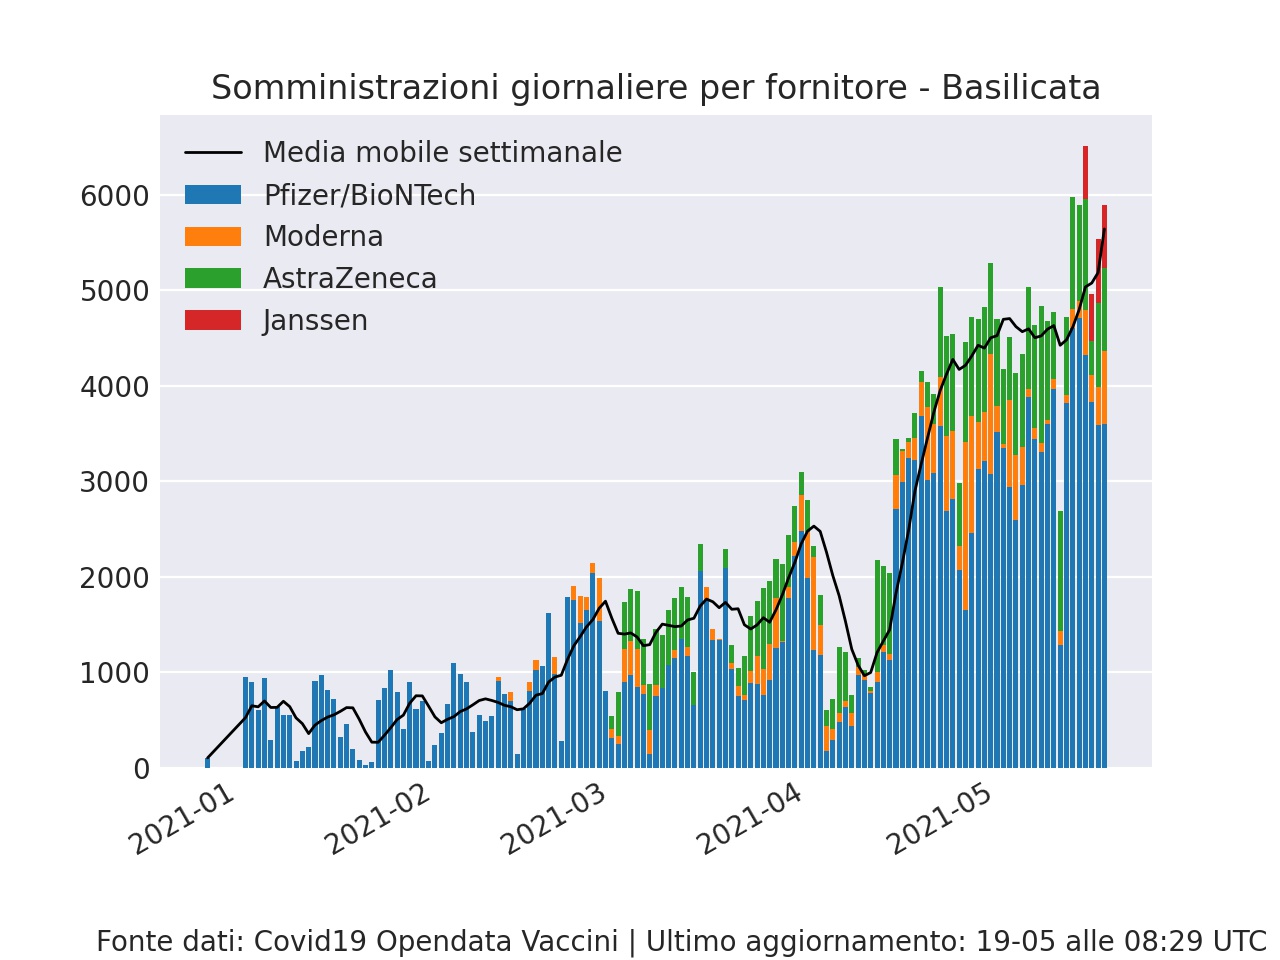 Somministrazioni giornaliere per fornitore - Basilicata
Media mobile settimanale
Pfizer/BioNTech
Moderna
AstraZeneca
Janssen
6000
5000
4000
3000
2000
1000
0
2021-01
2021-02
2021-03
2021-04
2021-05
Fonte dati: Covid19 Opendata Vaccini | Ultimo aggiornamento: 19-05 alle 08:29 UTC